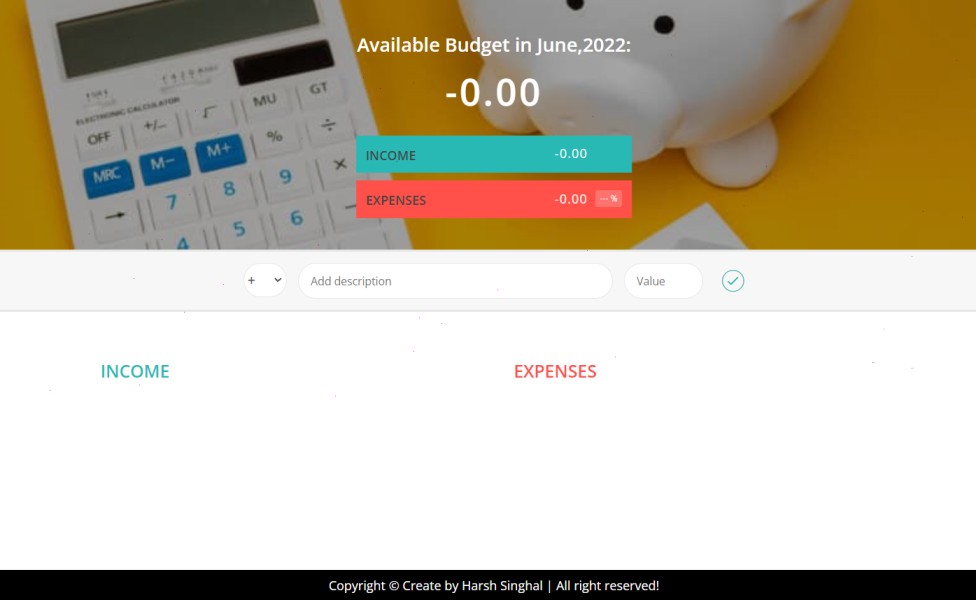 Available Budget in June,2022:
-0.00
ELECTRONIC CALCULATOR
OFF +/− √ MU GT
MRC M− M+ % ÷
→ 7 8 9 ×
4 5 6
INCOME -0.00
EXPENSES -0.00 --- %
+ Add description Value
INCOME EXPENSES
Copyright © Create by Harsh Singhal | All right reserved!